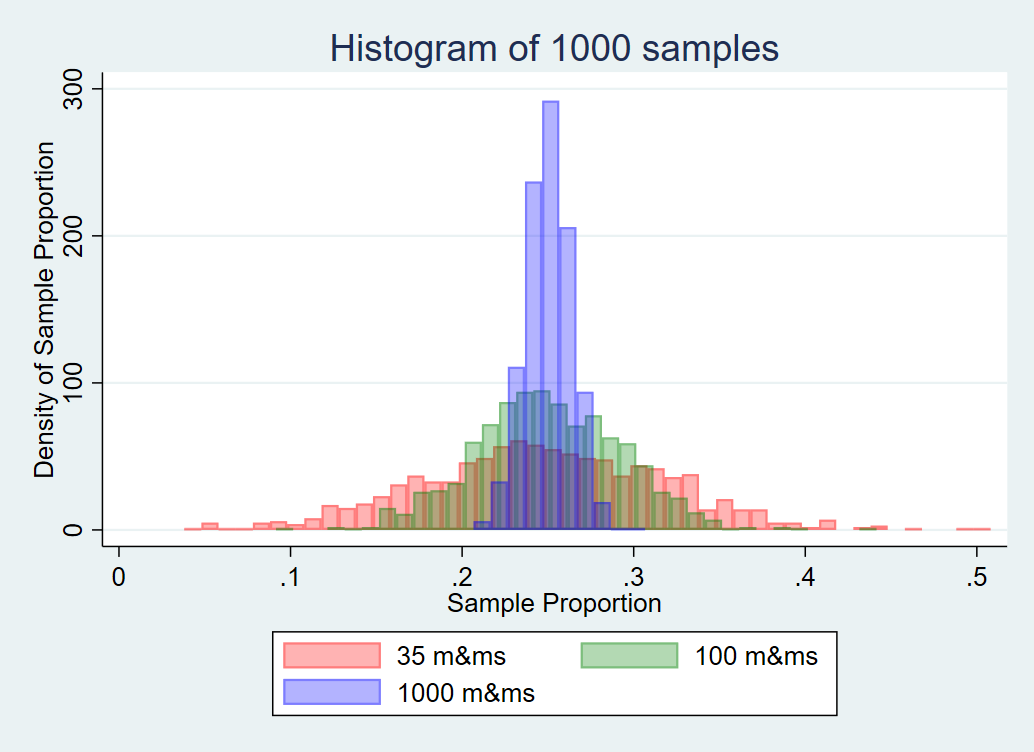 Histogram of 1000 samples
Density of Sample Proportion
300
200
100
0
0 .1 .2 .3 .4 .5
Sample Proportion
35 m&ms 100 m&ms
1000 m&ms